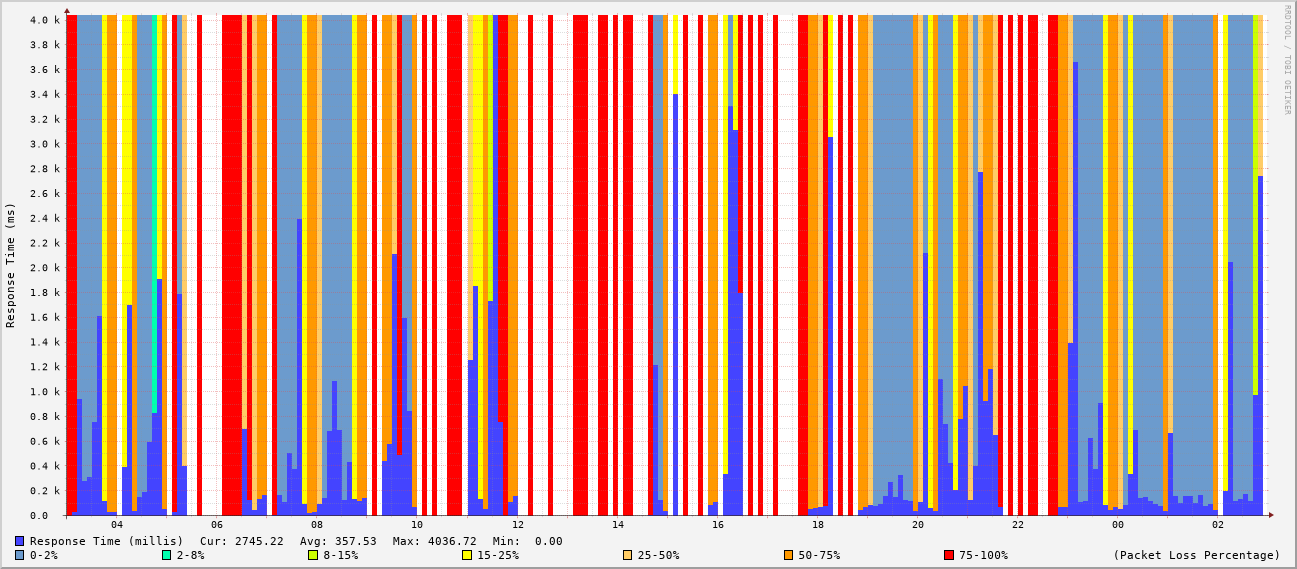 RRDTOOL / TOBI OETIKER
Response Time (ms)
4.0 k
3.8 k
3.6 k
3.4 k
3.2 k
3.0 k
2.8 k
2.6 k
2.4 k
2.2 k
2.0 k
1.8 k
1.6 k
1.4 k
1.2 k
1.0 k
0.8 k
0.6 k
0.4 k
0.2 k
0.0
04 06 08 10 12 14 16 18 20 22 00 02
Response Time (millis) Cur: 2745.22 Avg: 357.53 Max: 4036.72 Min: 0.00
0-2% 2-8% 8-15% 15-25% 25-50% 50-75% 75-100% (Packet Loss Percentage)